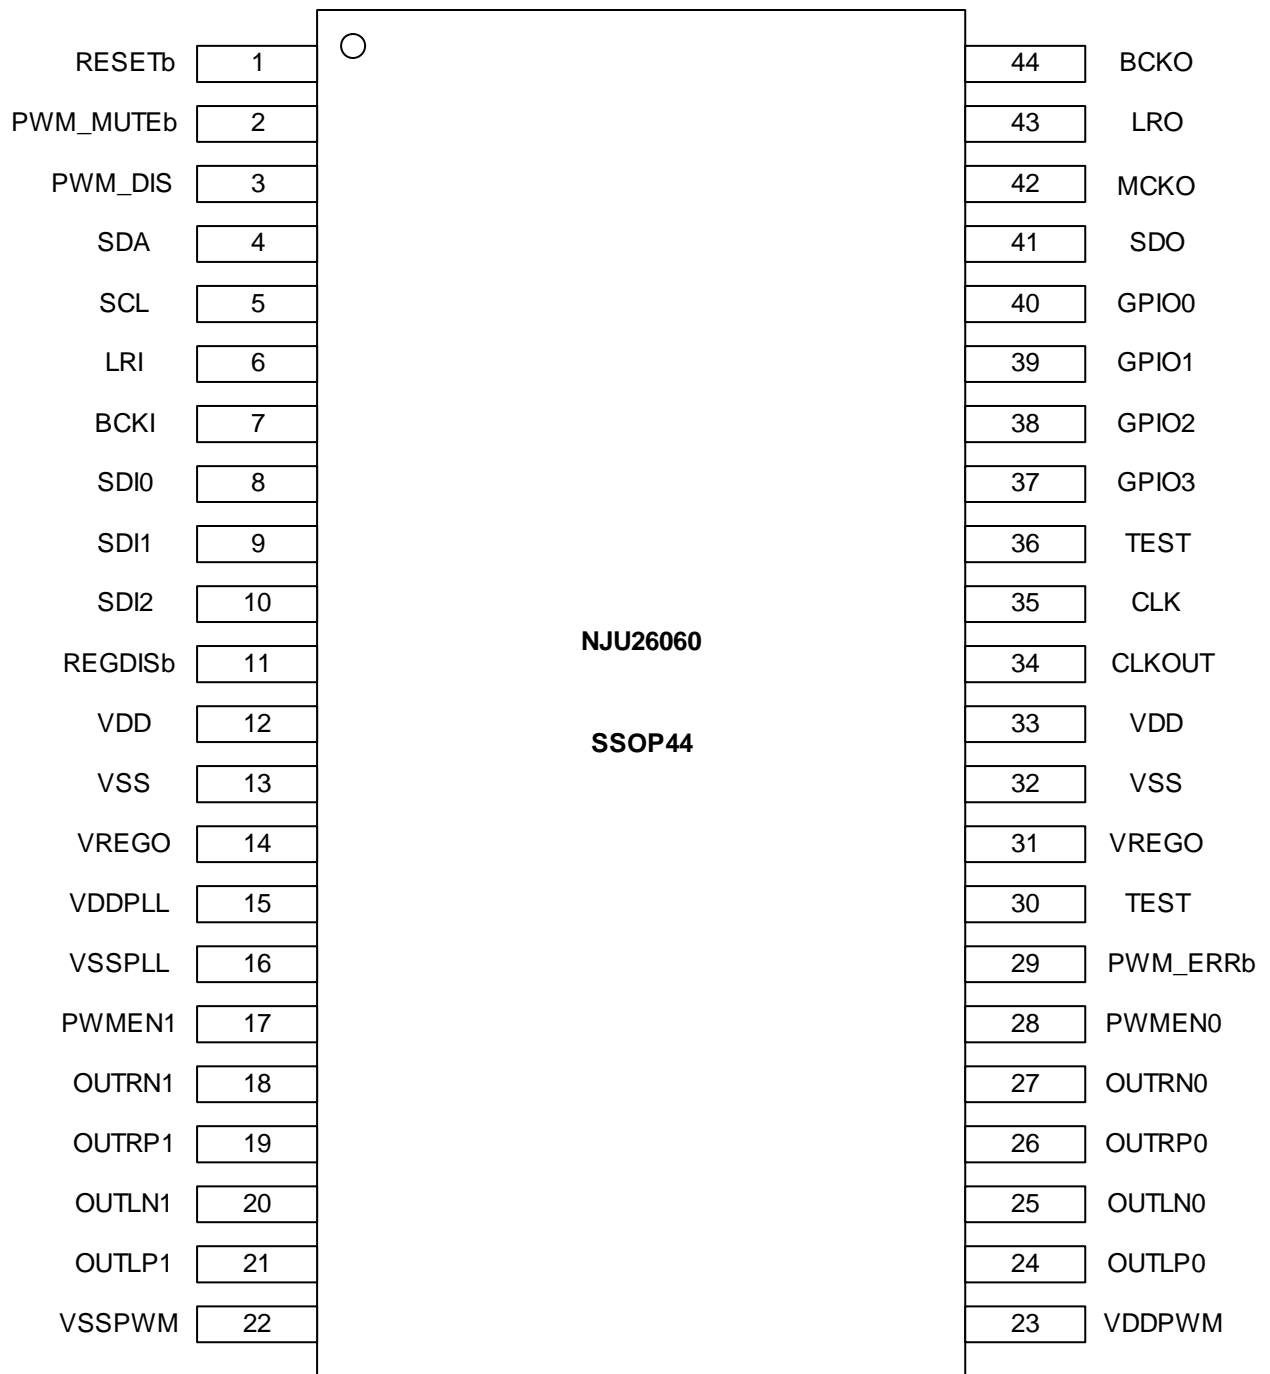 RESETb 1 44 BCKO
PWM_MUTEb 2 43 LRO
PWM_DIS 3 42 MCKO
SDA 4 41 SDO
SCL 5 40 GPIO0
LRI 6 39 GPIO1
BCKI 7 38 GPIO2
SDI0 8 37 GPIO3
SDI1 9 36 TEST
SDI2 10 35 CLK
NJU26060
REGDISb 11 34 CLKOUT
VDD 12 33 VDD
SSOP44
VSS 13 32 VSS
VREGO 14 31 VREGO
VDDPLL 15 30 TEST
VSSPLL 16 29 PWM_ERRb
PWMEN1 17 28 PWMEN0
OUTRN1 18 27 OUTRN0
OUTRP1 19 26 OUTRP0
OUTLN1 20 25 OUTLN0
OUTLP1 21 24 OUTLP0
VSSPWM 22 23 VDDPWM